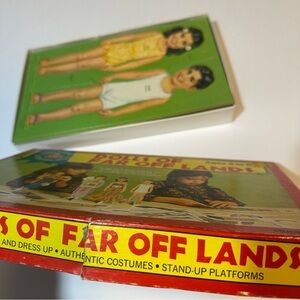 DOLLS OF
FAR OFF LANDS
S OF FAR OFF LANDS
AND DRESS UP • AUTHENTIC COSTUMES • STAND-UP PLATFORMS